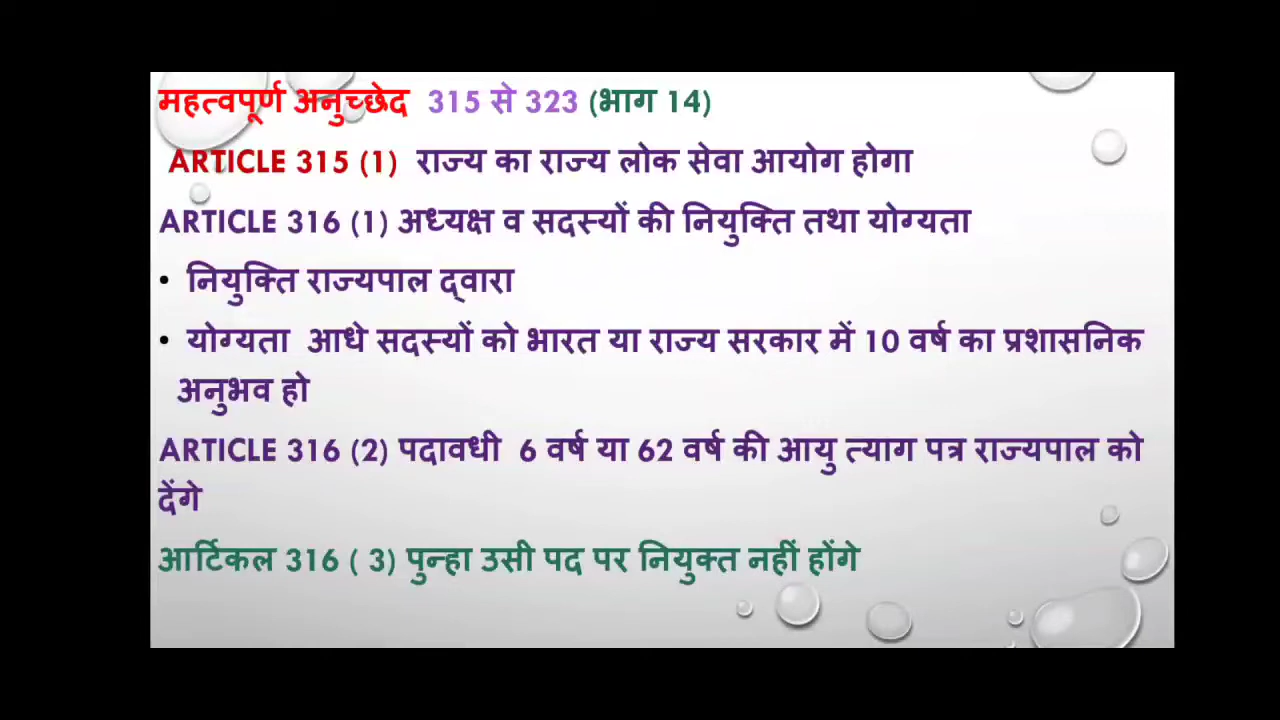 महत्वपूर्ण अनुच्छेद 315 से 323 (भाग 14)
ARTICLE 315 (1) राज्य का राज्य लोक सेवा आयोग होगा
ARTICLE 316 (1) अध्यक्ष व सदस्यों की नियुक्ति तथा योग्यता
• नियुक्ति राज्यपाल द्वारा
• योग्यता आधे सदस्यों को भारत या राज्य सरकार में 10 वर्ष का प्रशासनिक
अनुभव हो
ARTICLE 316 (2) पदावधी 6 वर्ष या 62 वर्ष की आयु त्याग पत्र राज्यपाल को
देंगे
आर्टिकल 316 ( 3) पुन्हा उसी पद पर नियुक्त नहीं होंगे